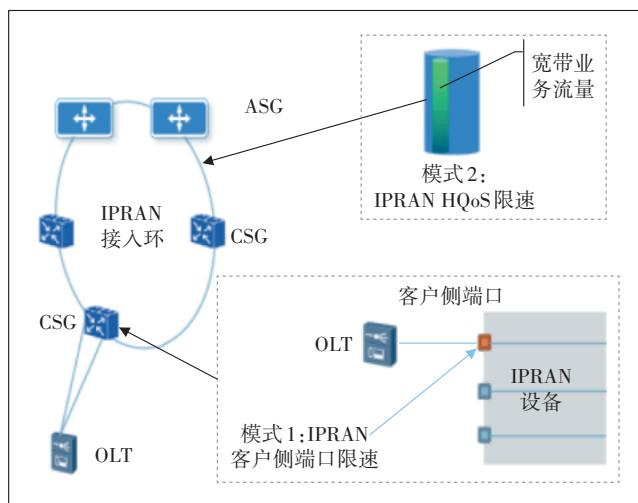 宽带业
务流量
ASG
模式2：
IPRAN HQoS限速
IPRAN
接入环
CSG
CSG
客户侧端口
OLT
IPRAN
设备
模式1：IPRAN
客户侧端口限速
OLT